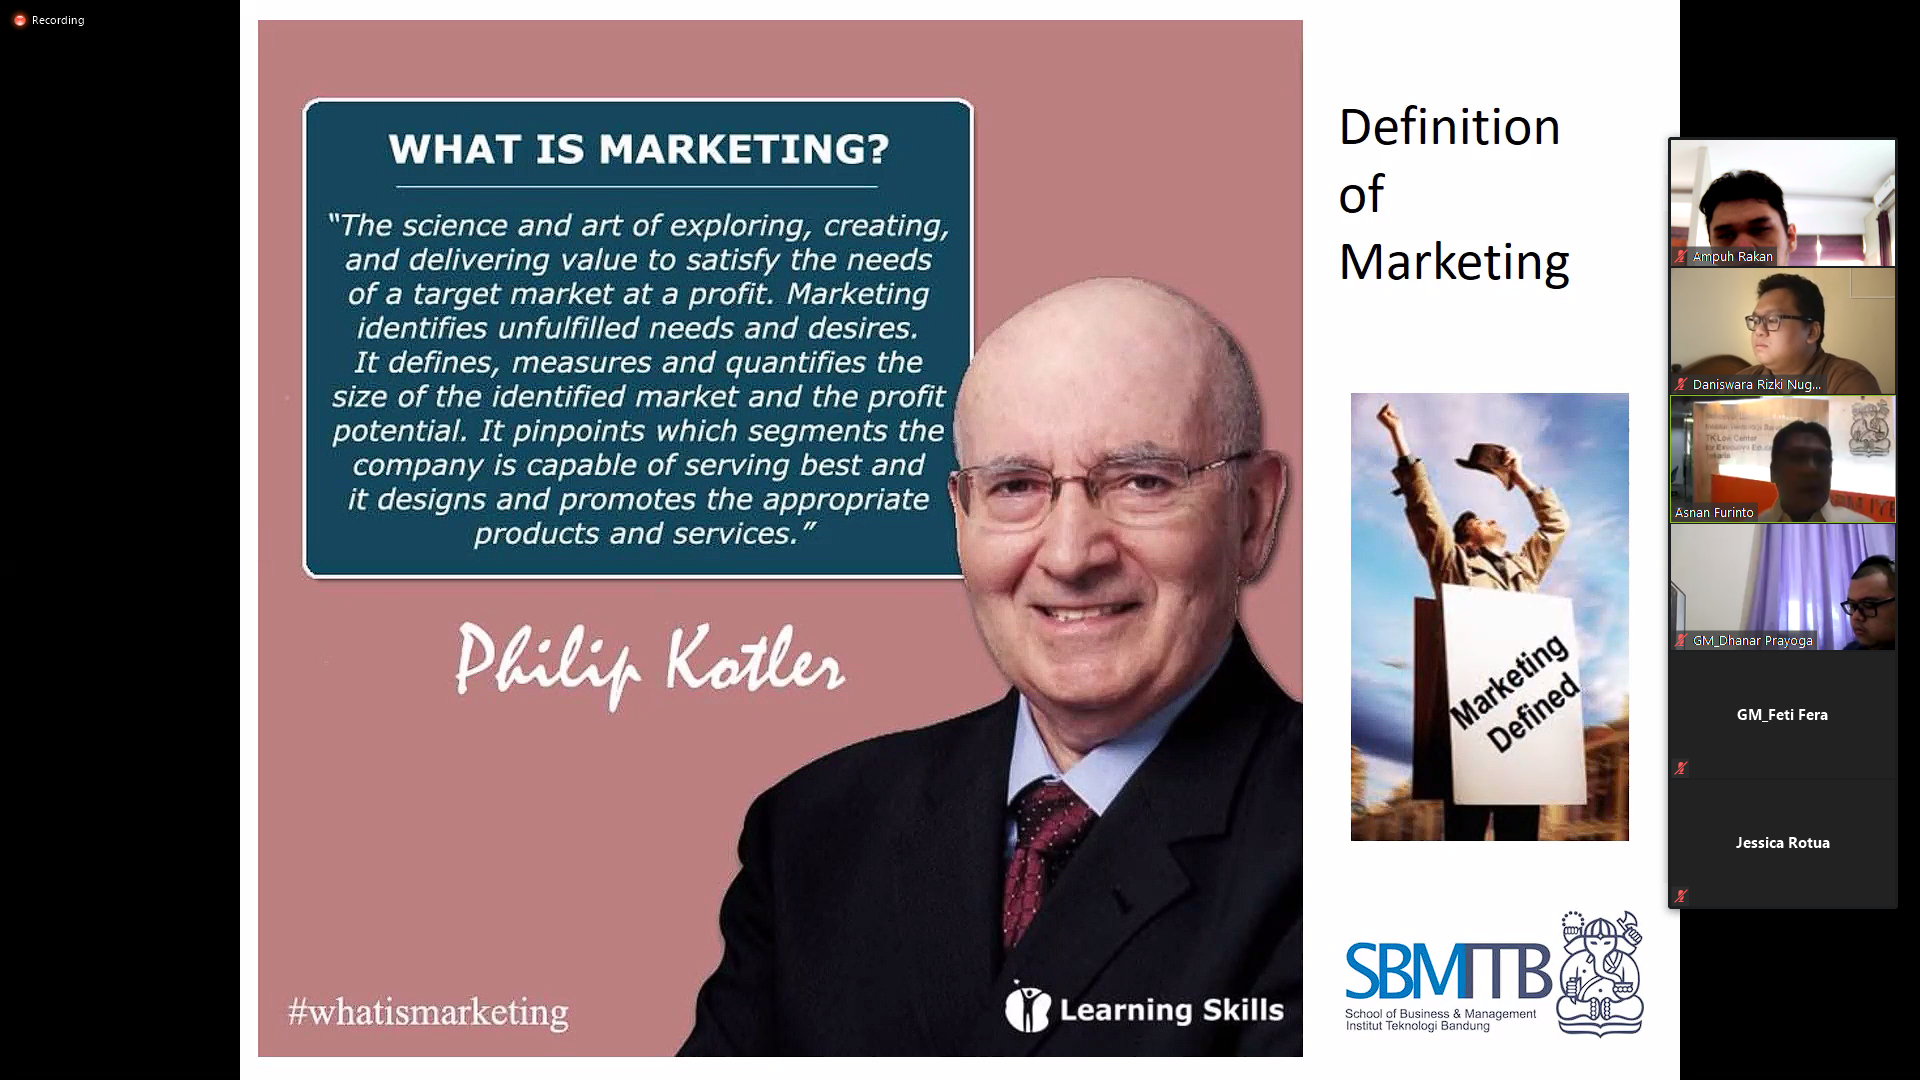 Recording
WHAT IS MARKETING?
“The science and art of exploring, creating,
and delivering value to satisfy the needs
of a target market at a profit. Marketing
identifies unfulfilled needs and desires.
It defines, measures and quantifies the
size of the identified market and the profit
potential. It pinpoints which segments the
company is capable of serving best and
it designs and promotes the appropriate
products and services.”
Philip Kotler
#whatismarketing
Learning Skills
Definition
of
Marketing
Marketing
Defined
SBMITB
School of Business & Management
Institut Teknologi Bandung
Ampuh Rakan
Daniswara Rizki Nug...
TK Low Center
for Executive
Asnan Furinto
GM_Dhanar Prayoga
GM_Feti Fera
Jessica Rotua